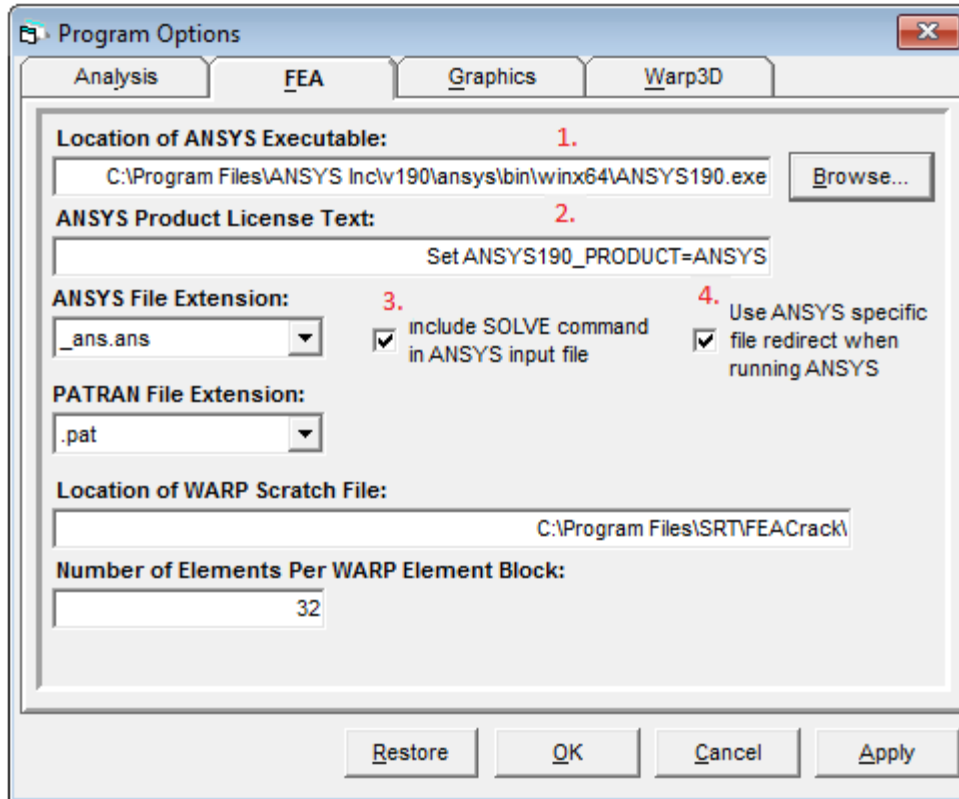 Program Options
Analysis FEA Graphics Warp3D
Location of ANSYS Executable: 1.
C:\Program Files\ANSYS Inc\v190\ansys\bin\winx64\ANSYS190.exe Browse...
ANSYS Product License Text: 2.
Set ANSYS190_PRODUCT=ANSYS
ANSYS File Extension: 3. 4.
_ans.ans
Include SOLVE command
in ANSYS input file
Use ANSYS specific
file redirect when
running ANSYS
PATRAN File Extension:
.pat
Location of WARP Scratch File:
C:\Program Files\SRT\FEACrack\
Number of Elements Per WARP Element Block:
32
Restore OK Cancel Apply